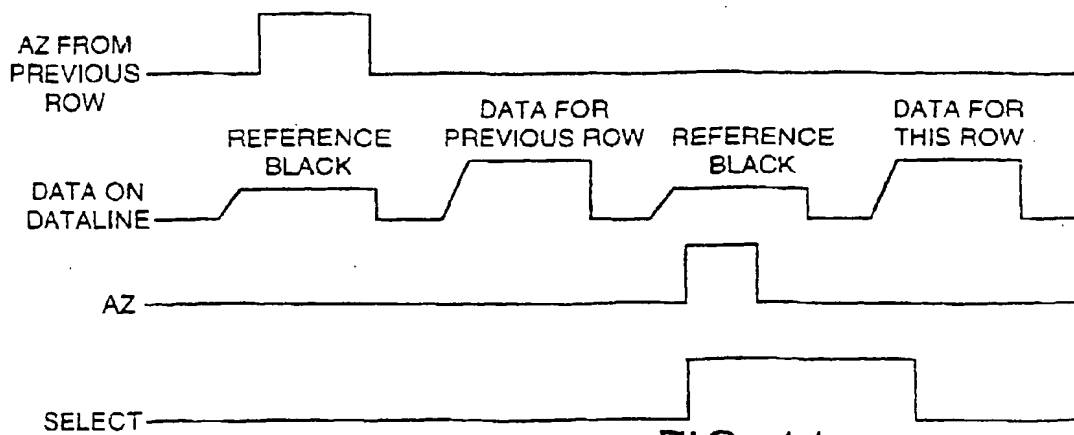 AZ FROM
PREVIOUS
ROW
DATA FOR
PREVIOUS ROW
DATA FOR
THIS ROW
REFERENCE
BLACK
REFERENCE
BLACK
DATA ON
DATALINE
AZ
SELECT